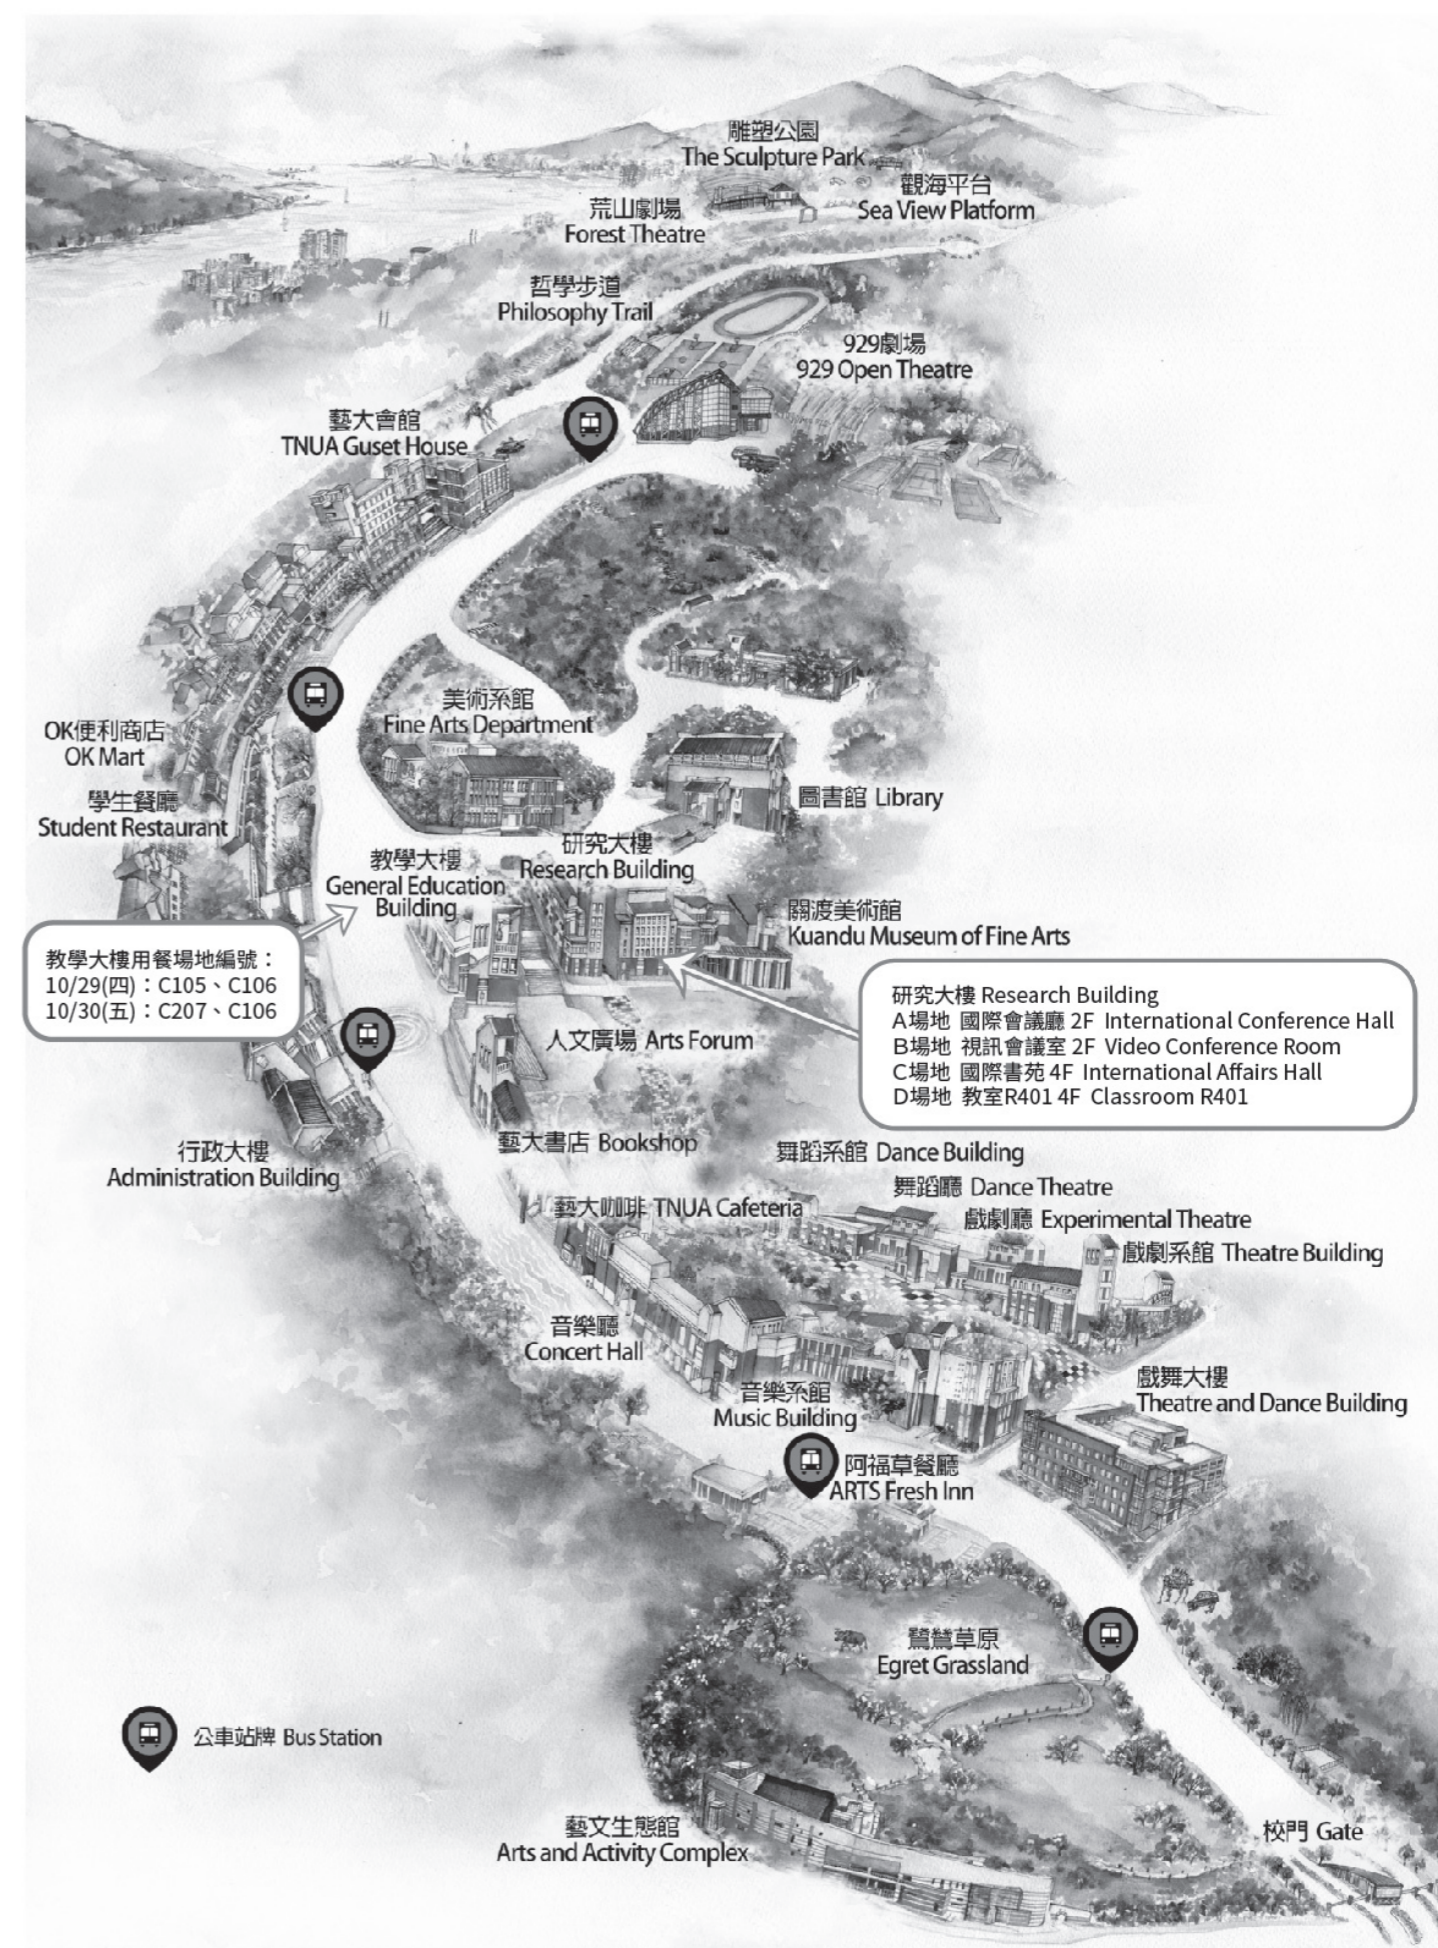 雕塑公園
The Sculpture Park
觀海平台
Sea View Platform
荒山劇場
Forest Theatre
哲學步道
Philosophy Trail
929劇場
929 Open Theatre
藝大會館
TNUA Guset House
美術系館
Fine Arts Department
OK便利商店
OK Mart
學生餐廳
Student Restaurant
圖書館 Library
研究大樓
Research Building
教學大樓
General Education
Building
關渡美術館
Kuandu Museum of Fine Arts
教學大樓用餐場地編號：
10/29(四)：C105、C106
10/30(五)：C207、C106
研究大樓 Research Building
A場地 國際會議廳 2F International Conference Hall
B場地 視訊會議室 2F Video Conference Room
C場地 國際書苑 4F International Affairs Hall
D場地 教室R401 4F Classroom R401
人文廣場 Arts Forum
藝大書店 Bookshop
行政大樓
Administration Building
舞蹈系館 Dance Building
舞蹈廳 Dance Theatre
藝大咖啡 TNUA Cafeteria
戲劇廳 Experimental Theatre
戲劇系館 Theatre Building
音樂廳
Concert Hall
音樂系館
Music Building
戲舞大樓
Theatre and Dance Building
阿福草餐廳
ARTS Fresh Inn
鷺鷥草原
Egret Grassland
公車站牌 Bus Station
藝文生態館
Arts and Activity Complex
校門 Gate